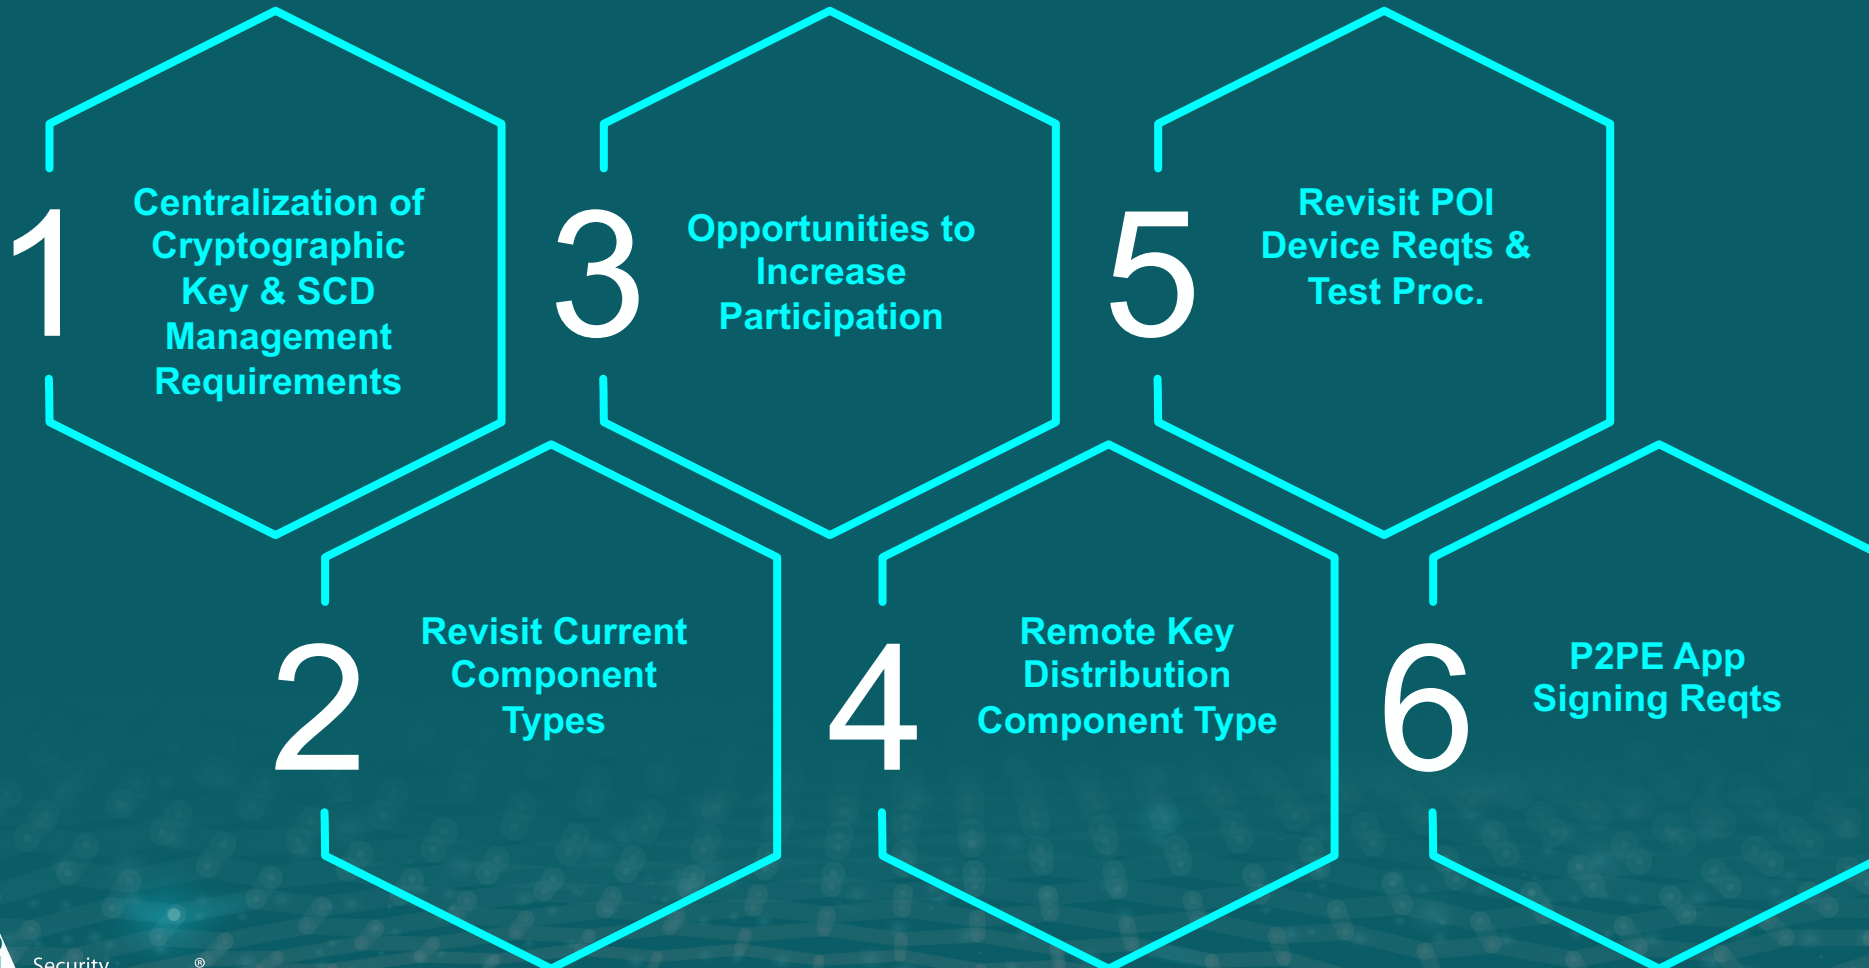 1
Centralization of
Cryptographic
Key & SCD
Management
Requirements
2
Revisit Current
Component
Types
3
Opportunities to
Increase
Participation
4
Remote Key
Distribution
Component Type
5
Revisit POI
Device Reqts &
Test Proc.
6
P2PE App
Signing Reqts
Security ®